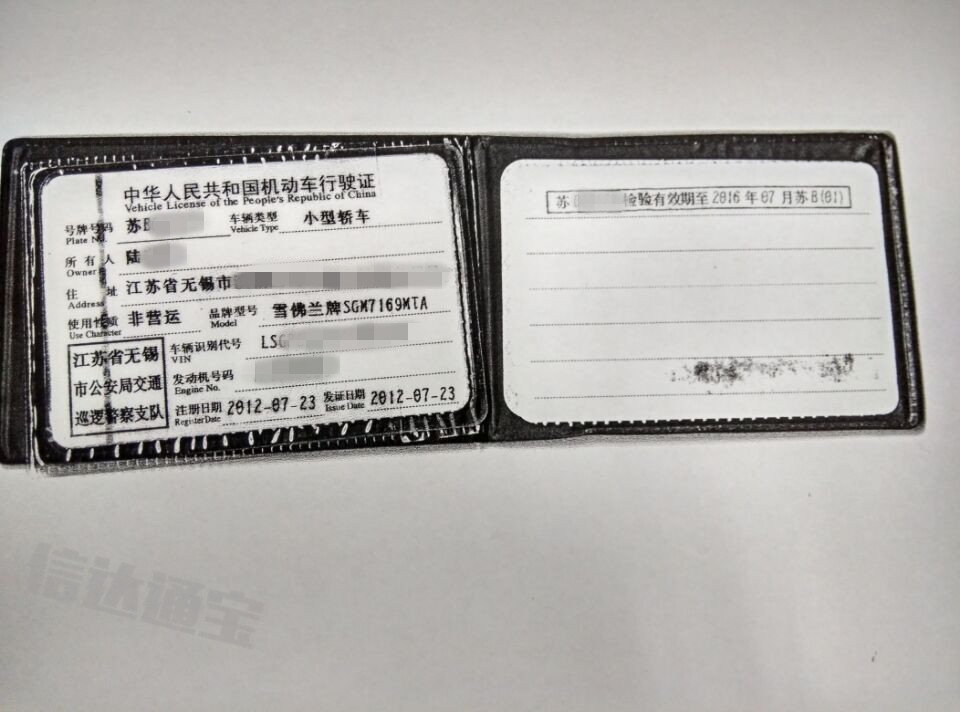 中华人民共和国机动车行驶证
Vehicle License of the People's Republic of China
号牌号码 苏B 车辆类型 小型轿车
Plate No. Vehicle Type
所有人 陆
Owner
住址 江苏省无锡市
Address
使用性质 非营运 品牌型号 雪佛兰牌SGM7169MTA
Use Character Model
江苏省无锡
市公安局交通
巡逻警察支队
车辆识别代号 LSG
VIN
发动机号码
Engine No.
注册日期 2012-07-23 发证日期 2012-07-23
Register Date Issue Date
苏 检验有效期至2016年07月苏B(01)
信达通宝